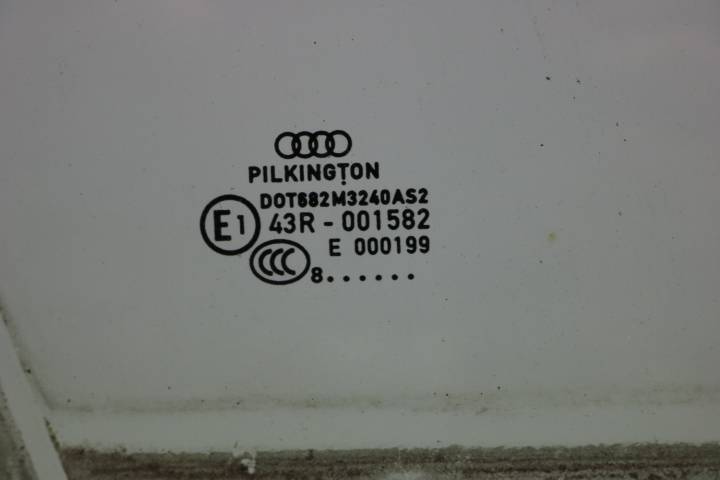 PILKINGTON
DOT682M3240AS2
E1 43R - 001582
E 000199
CCC 8......